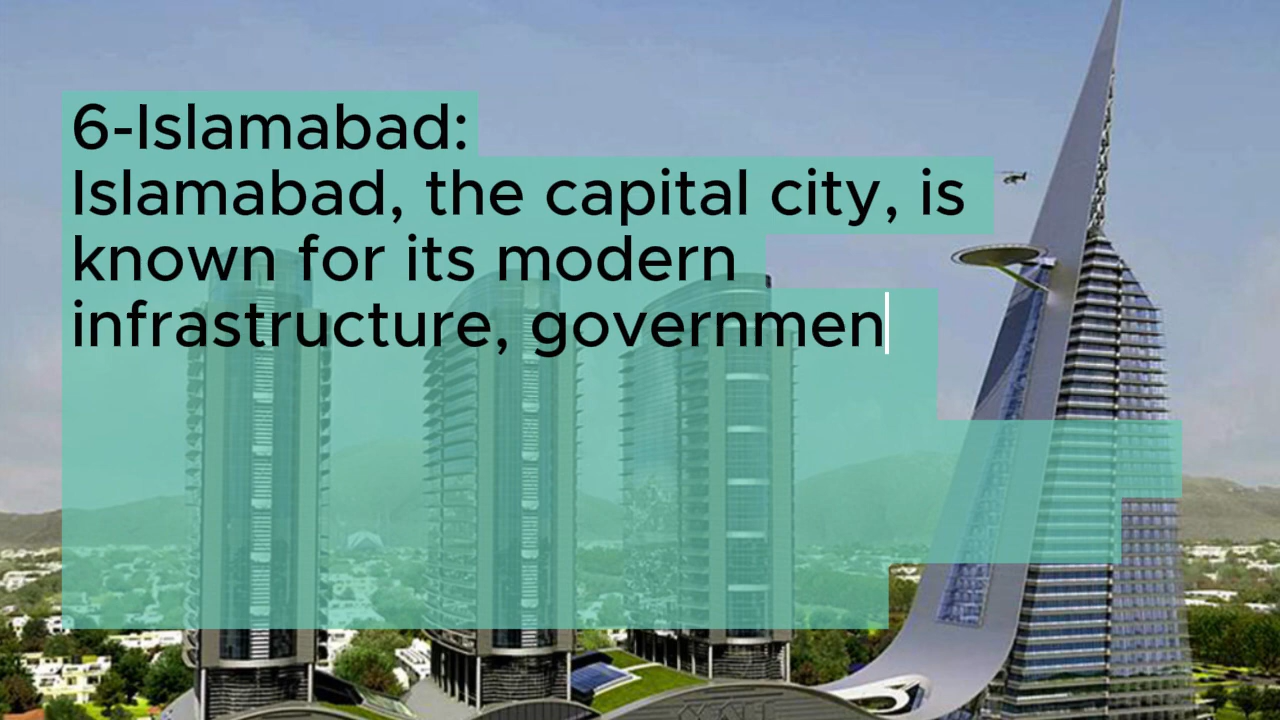 6-Islamabad:
Islamabad, the capital city, is
known for its modern
infrastructure, governmen